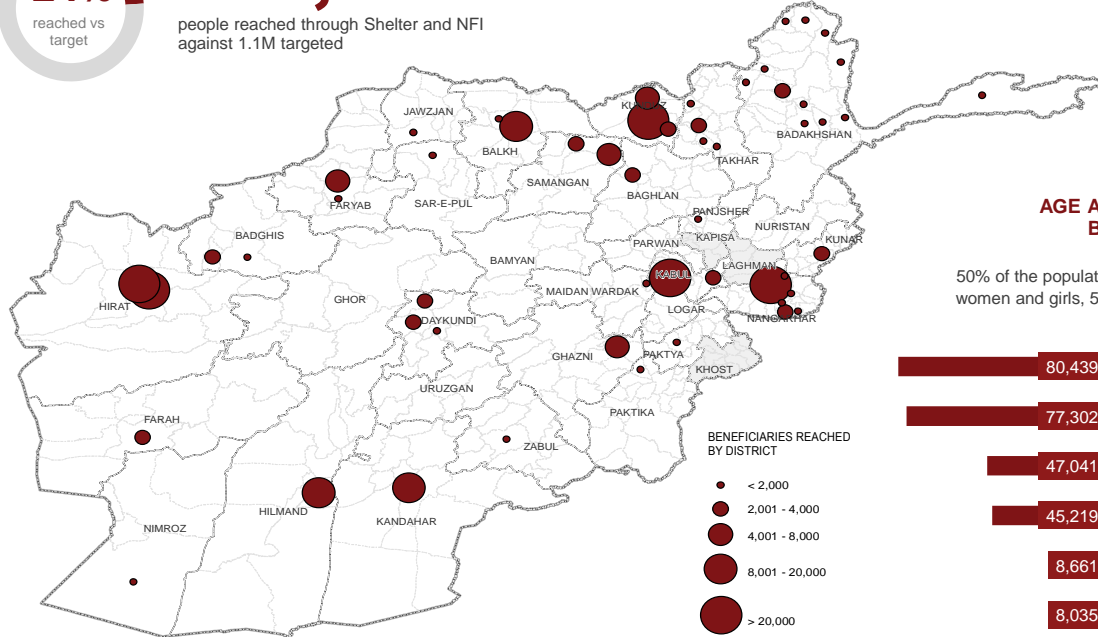 reached vs
target
people reached through Shelter and NFI
against 1.1M targeted
JAWZJAN
BALKH
BADAKHSHAN
TAKHAR
SAMANGAN
BAGHLAN
FARYAB
SAR-E-PUL
PANJSHER
NURISTAN
KAPISA
KUNAR
BADGHIS
PARWAN
BAMYAN
LAGHMAN
KABUL
HIRAT
GHOR
MAIDAN WARDAK
LOGAR
NANGARHAR
DAYKUNDI
GHAZNI
PAKTYA
KHOST
URUZGAN
PAKTIKA
FARAH
ZABUL
HILMAND
KANDAHAR
NIMROZ
BENEFICIARIES REACHED
BY DISTRICT
< 2,000
2,001 - 4,000
4,001 - 8,000
8,001 - 20,000
> 20,000
AGE A
B
50% of the populat
women and girls, 5
80,439
77,302
47,041
45,219
8,661
8,035